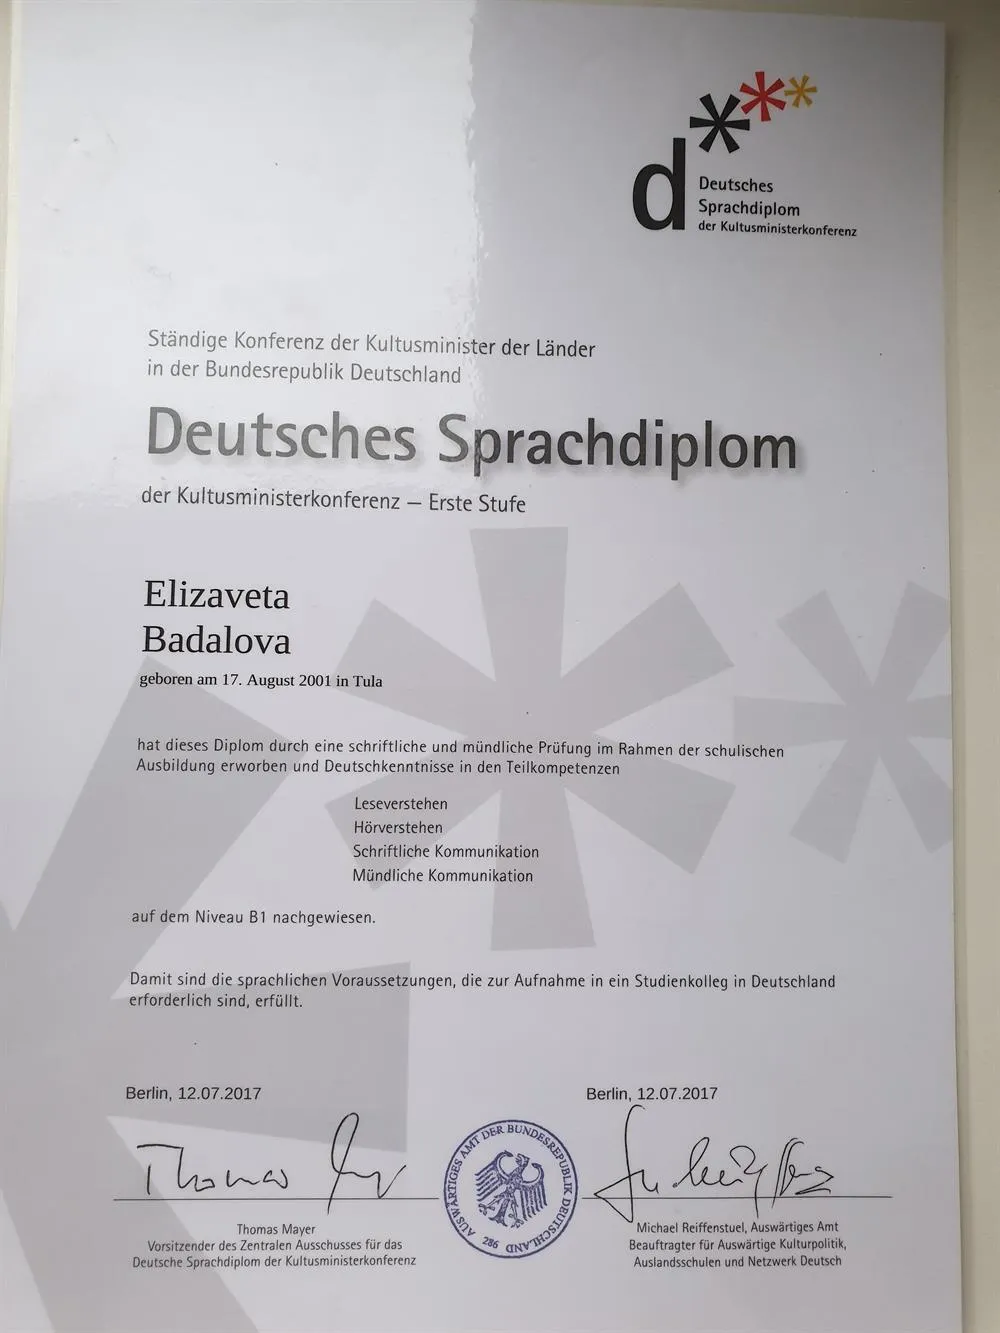 d
Deutsches
Sprachdiplom
der Kultusministerkonferenz
Ständige Konferenz der Kultusminister der Länder
in der Bundesrepublik Deutschland
Deutsches Sprachdiplom
der Kultusministerkonferenz — Erste Stufe
Elizaveta
Badalova
geboren am 17. August 2001 in Tula
hat dieses Diplom durch eine schriftliche und mündliche Prüfung im Rahmen der schulischen
Ausbildung erworben und Deutschkenntnisse in den Teilkompetenzen
Leseverstehen
Hörverstehen
Schriftliche Kommunikation
Mündliche Kommunikation
auf dem Niveau B1 nachgewiesen.
Damit sind die sprachlichen Voraussetzungen, die zur Aufnahme in ein Studienkolleg in Deutschland
erforderlich sind, erfüllt.
Berlin, 12.07.2017
Thomas
Thomas Mayer
Vorsitzender des Zentralen Ausschusses für das
Deutsche Sprachdiplom der Kultusministerkonferenz
AUSWÄRTIGES AMT DER BUNDESREPUBLIK DEUTSCHLAND
286
Berlin, 12.07.2017
Michael Reiffenstuel, Auswärtiges Amt
Beauftragter für Auswärtige Kulturpolitik,
Auslandsschulen und Netzwerk Deutsch